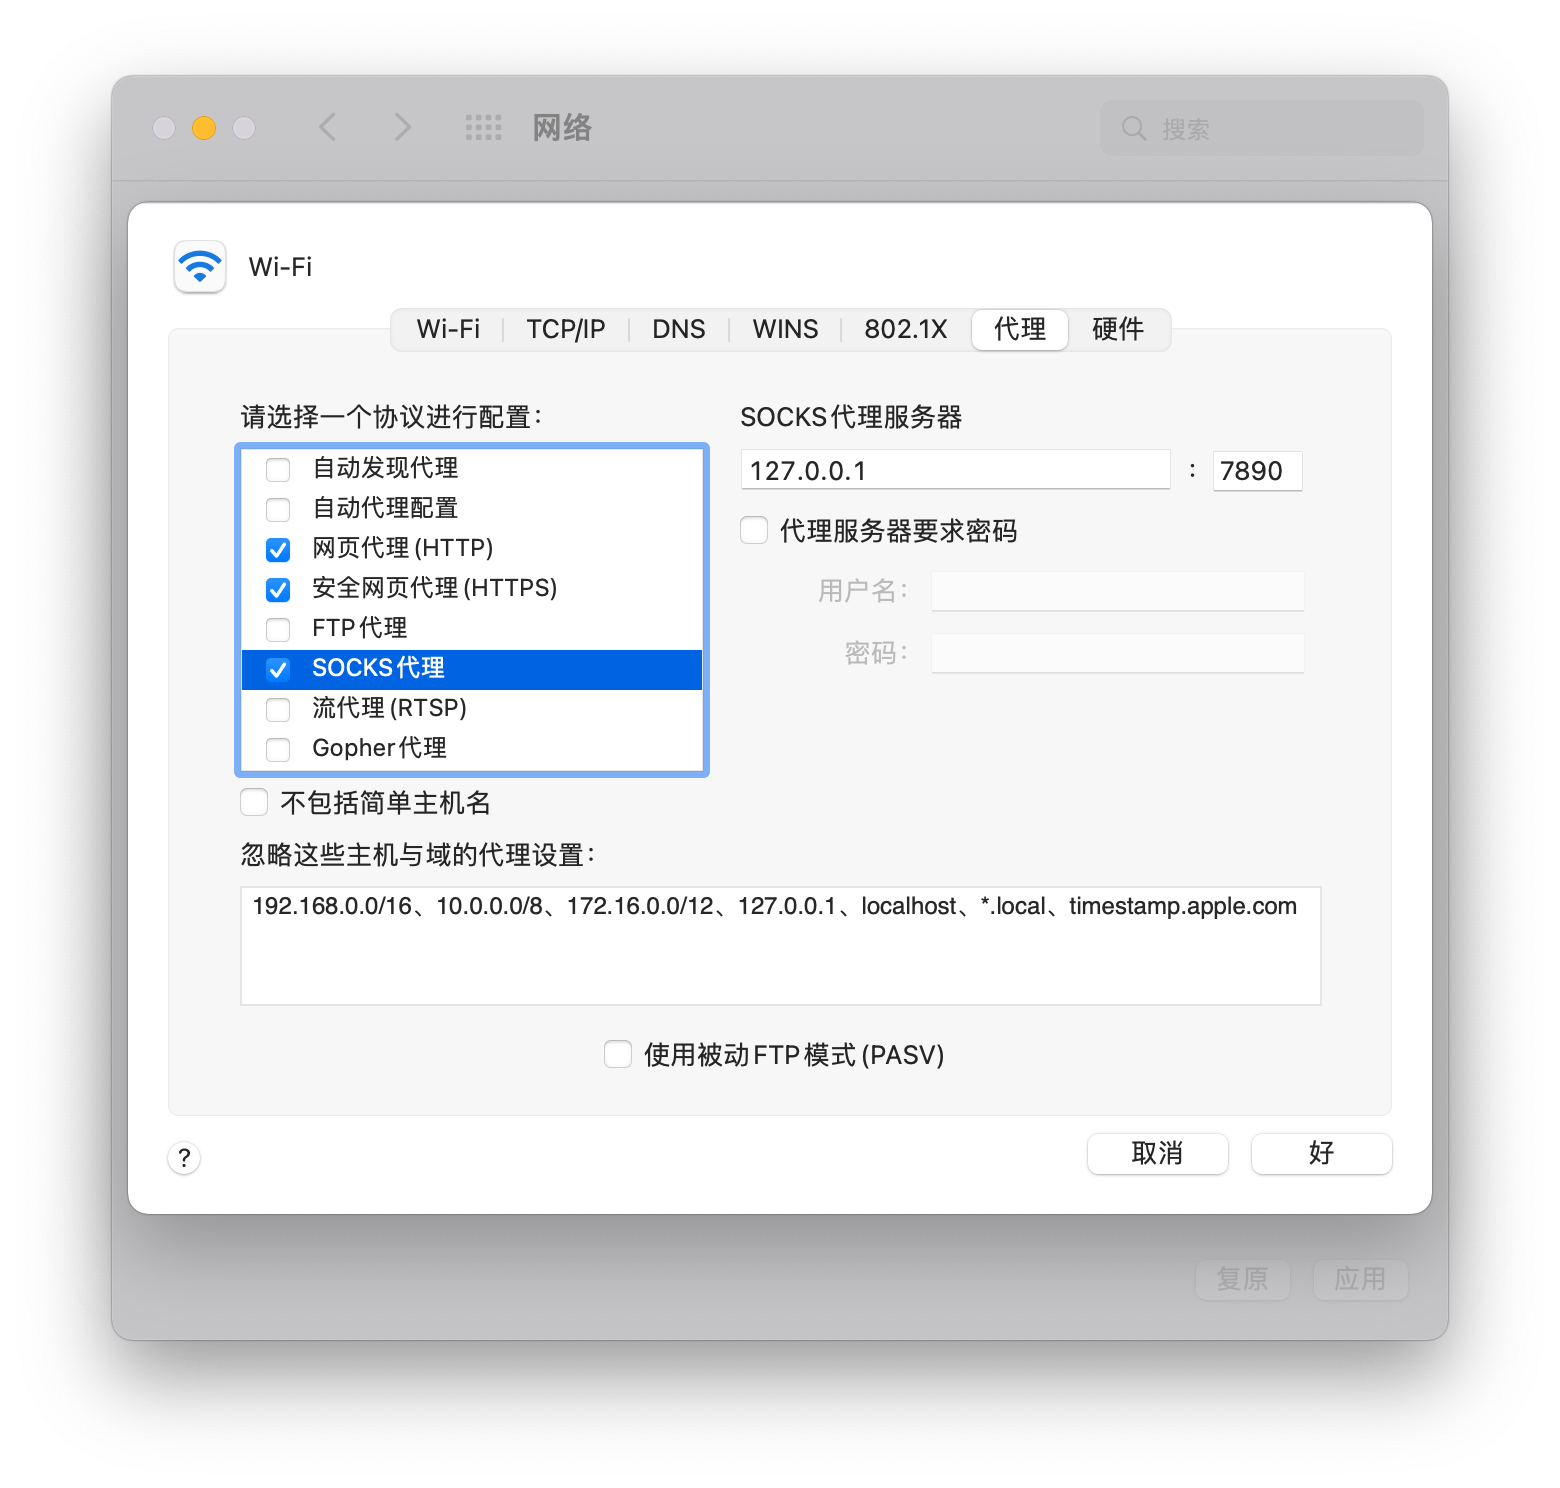 网络
搜索
Wi-Fi
Wi-Fi TCP/IP DNS WINS 802.1X 代理 硬件
请选择一个协议进行配置：
自动发现代理
自动代理配置
网页代理(HTTP)
安全网页代理(HTTPS)
FTP代理
SOCKS代理
流代理(RTSP)
Gopher代理
SOCKS代理服务器
127.0.0.1 : 7890
代理服务器要求密码
用户名：
密码：
不包括简单主机名
忽略这些主机与域的代理设置：
192.168.0.0/16、10.0.0.0/8、172.16.0.0/12、127.0.0.1、localhost、*.local、timestamp.apple.com
使用被动FTP模式(PASV)
?
取消
好
复原
应用